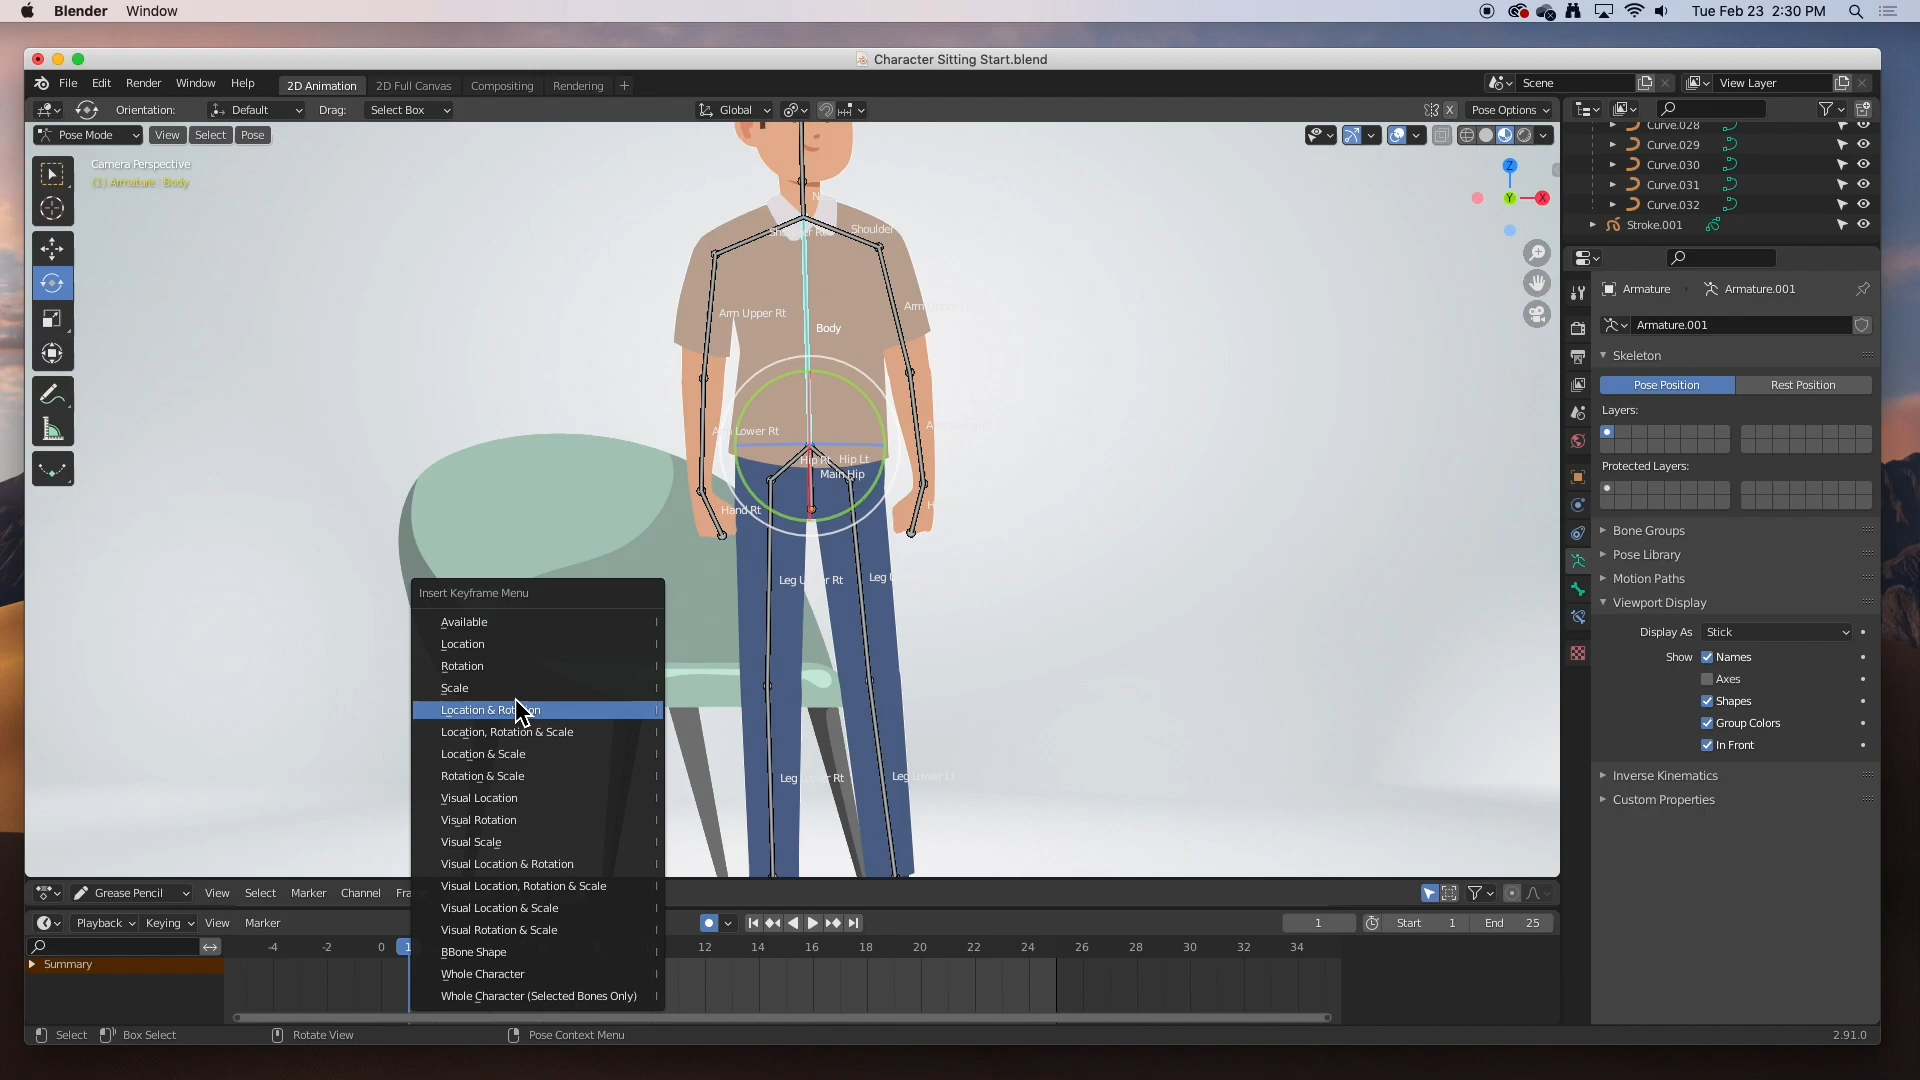 Blender Window
Tue Feb 23 2:30 PM
Character Sitting Start.blend
File Edit Render Window Help
2D Animation 2D Full Canvas Compositing Rendering +
Scene
View Layer
Orientation: Default Drag: Select Box
Global
X
Pose Options
Pose Mode View Select Pose
Camera Perspective
(1) Armature : Body
Z
Y
X
Curve.028
Curve.029
Curve.030
Curve.031
Curve.032
Stroke.001
Armature Armature.001
Armature.001
Skeleton
Pose Position Rest Position
Layers:
Protected Layers:
Bone Groups
Pose Library
Motion Paths
Viewport Display
Display As Stick
Show Names
Axes
Shapes
Group Colors
In Front
Inverse Kinematics
Custom Properties
Shoulder
Arm Upper Rt
Body
Lower Rt
Hip Rt Hip Lt
Main Hip
Hand Rt
Leg Rt
Leg
Leg Rt
Leg Lower Lt
Insert Keyframe Menu
Available I
Location I
Rotation I
Scale I
Location & Rotation I
Location, Rotation & Scale I
Location & Scale I
Rotation & Scale I
Visual Location I
Visual Rotation I
Visual Scale I
Visual Location & Rotation I
Visual Location, Rotation & Scale I
Visual Location & Scale I
Visual Rotation & Scale I
BBone Shape I
Whole Character I
Whole Character (Selected Bones Only) I
Grease Pencil View Select Marker Channel
Playback Keying View Marker
1 Start 1 End 25
-4 -2 0 1 12 14 16 18 20 22 24 26 28 30 32 34
Summary
Select Box Select Rotate View Pose Context Menu 2.91.0